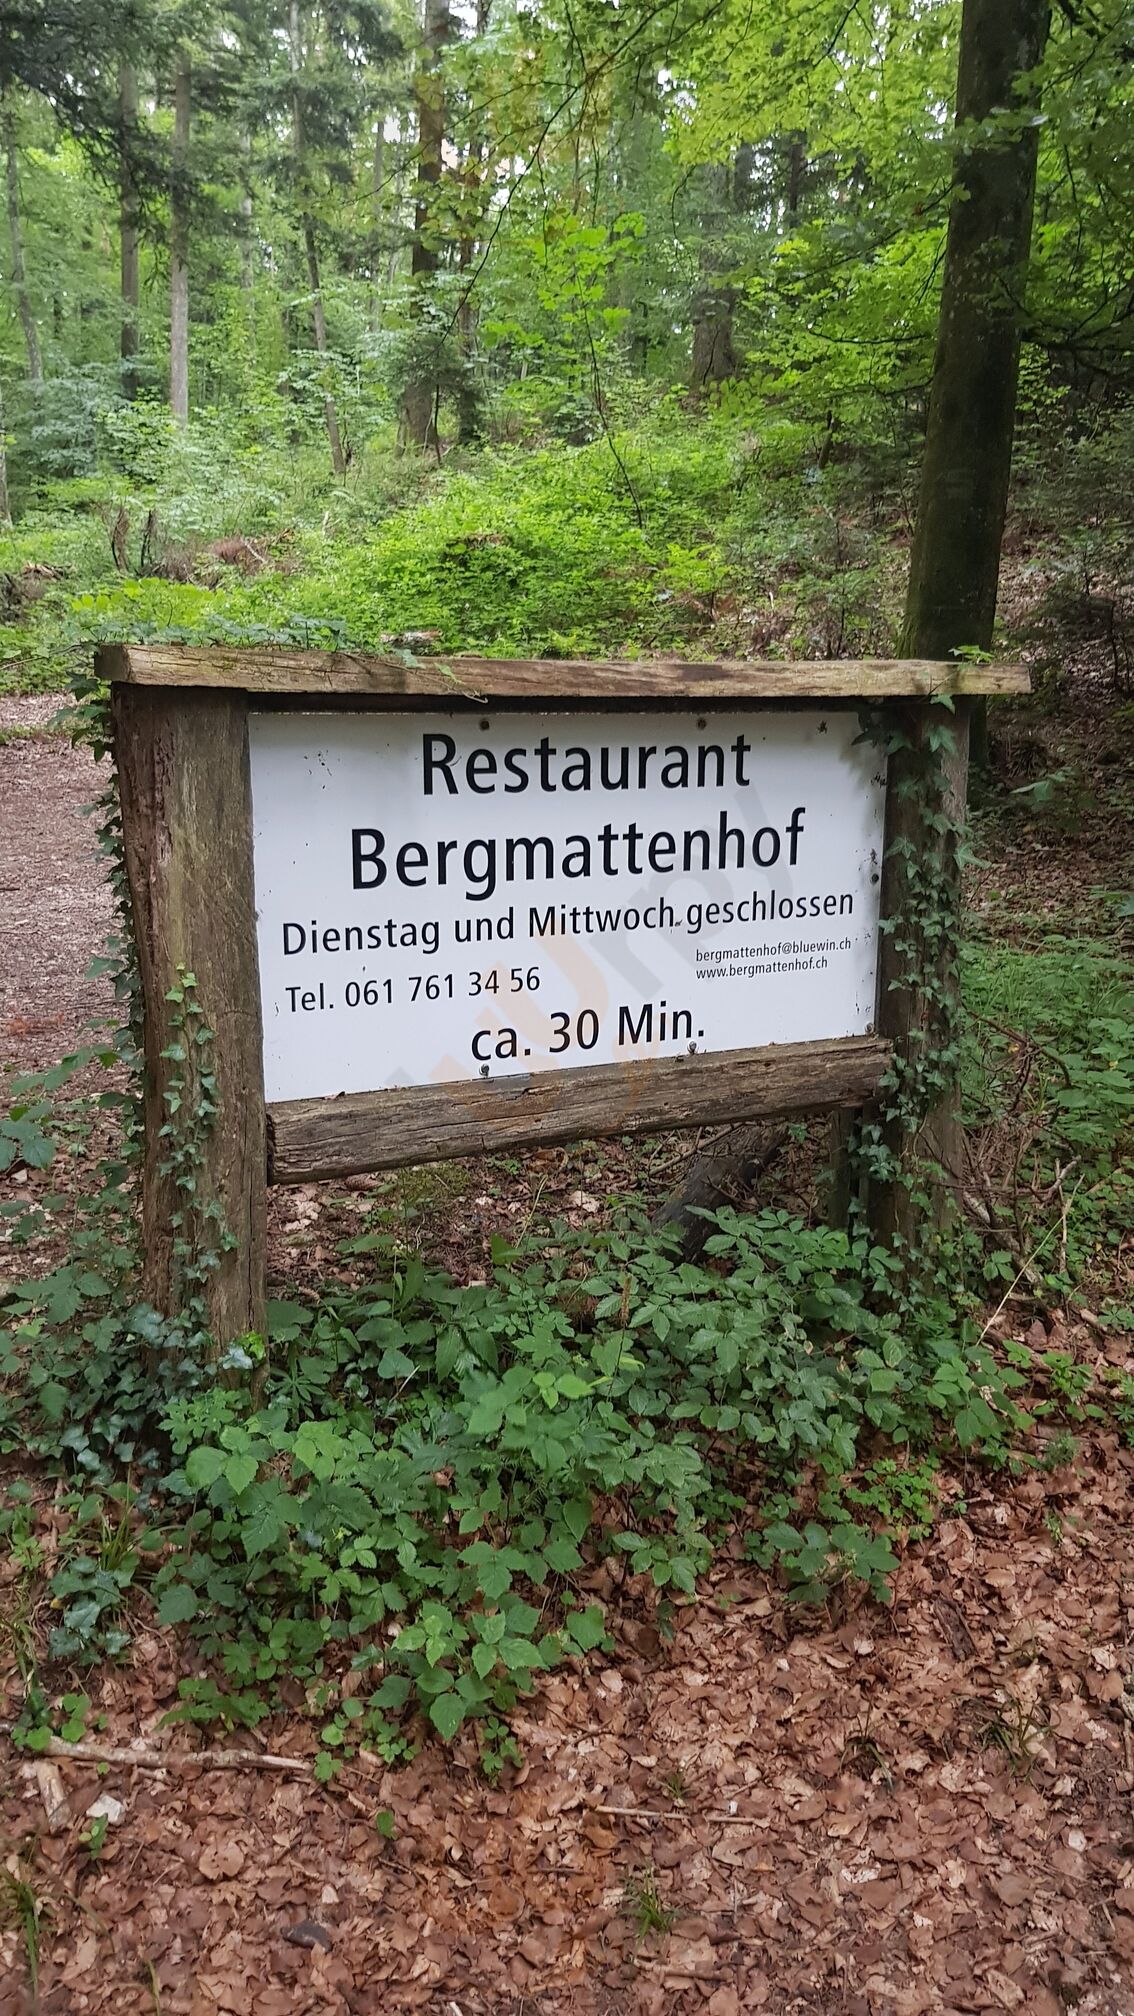 Restaurant
Bergmattenhof
Dienstag und Mittwoch geschlossen
bergmattenhof@bluewin.ch
Tel. 061 761 34 56
www.bergmattenhof.ch
ca. 30 Min.